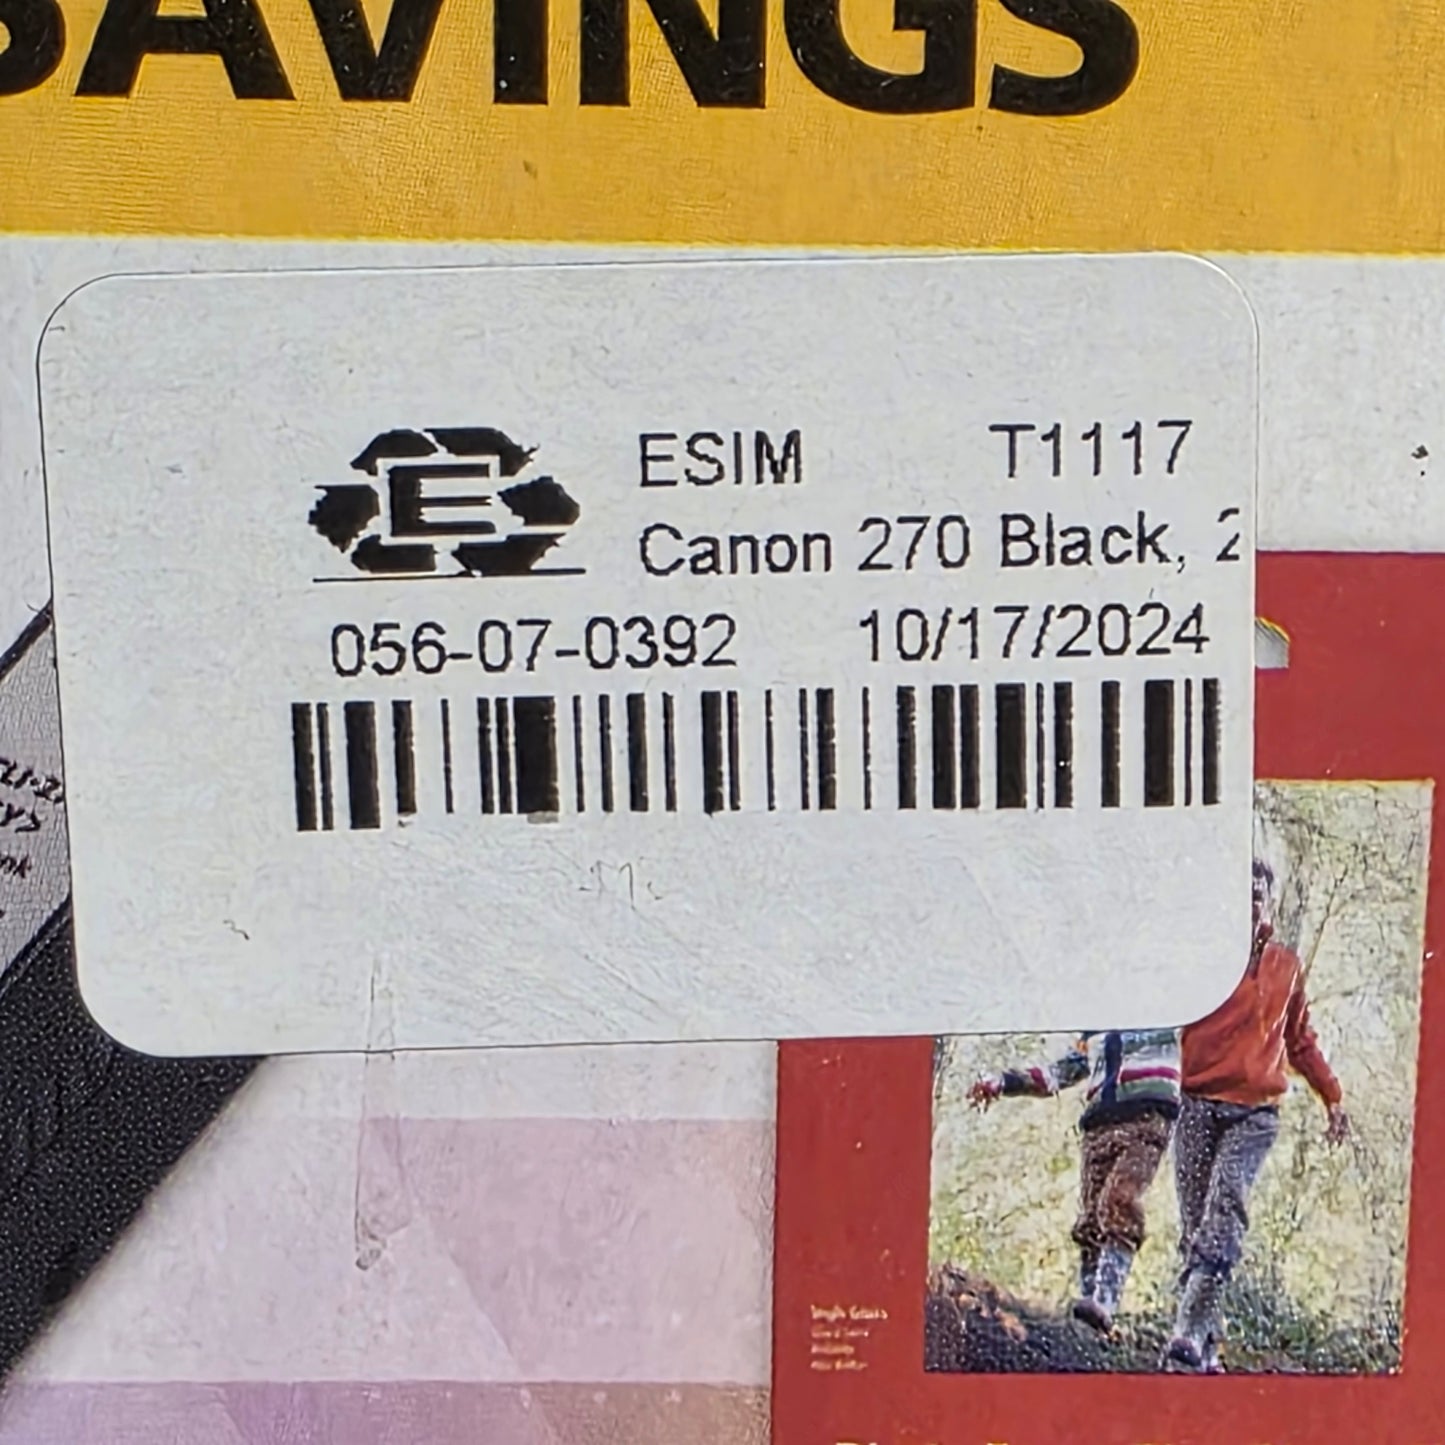 SAVINGS
E ESIM T1117
Canon 270 Black, 2
056-07-0392 10/17/2024